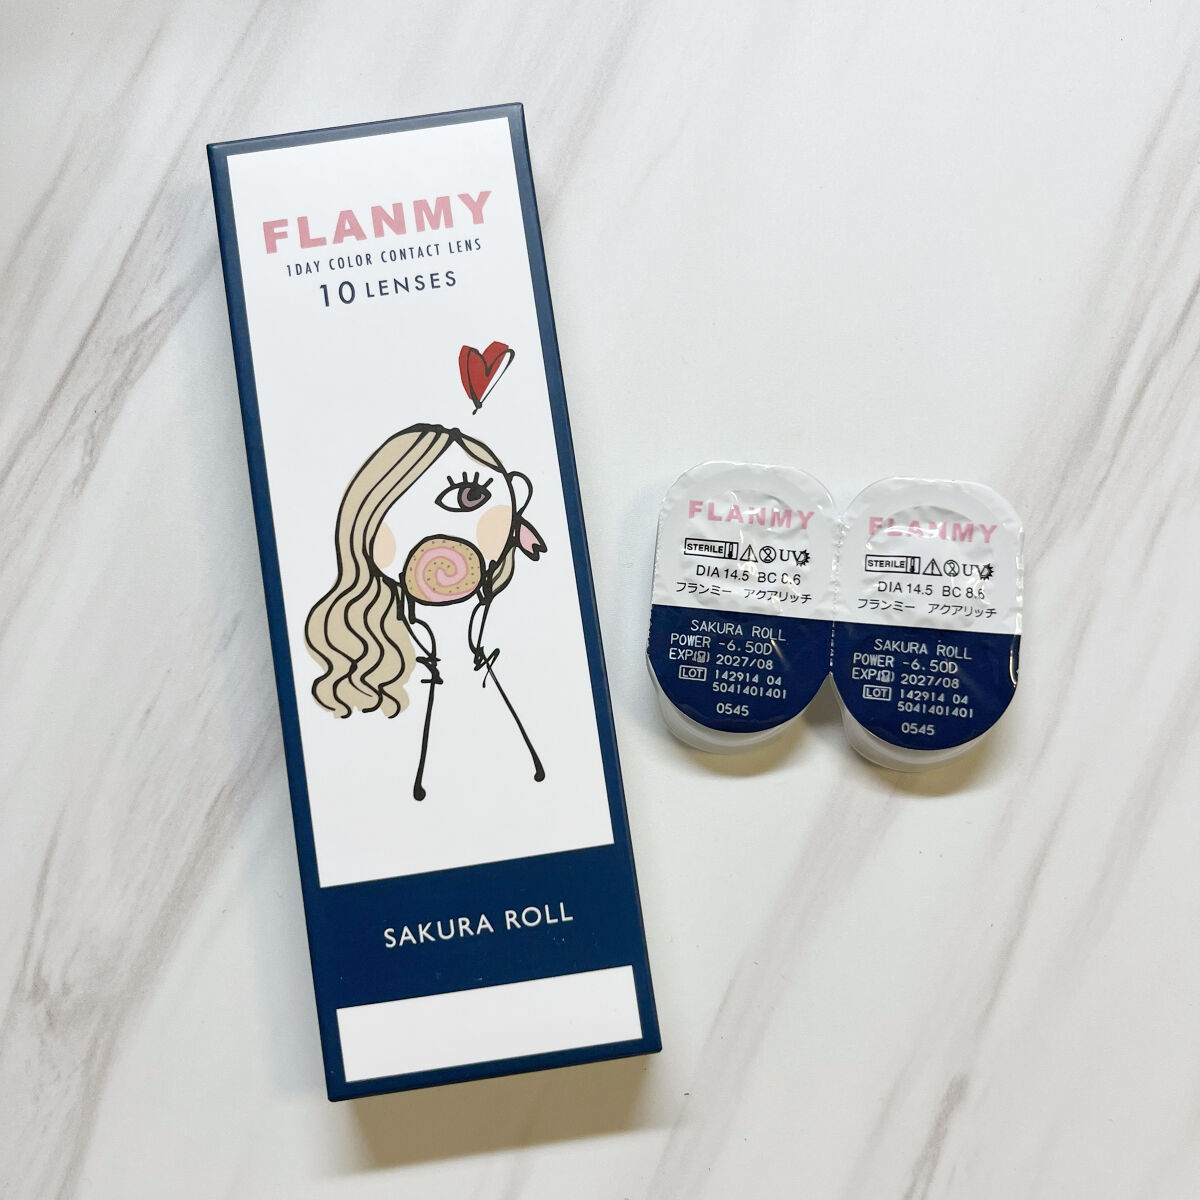 FLANMY
1DAY COLOR CONTACT LENS
10 LENSES
SAKURA ROLL
FLANMY
STERILE UV
DIA 14.5 BC 8.6
フランミー アクアリッチ
SAKURA ROLL
POWER -6.50D
EXP(M) 2027/08
LOT 142914 04
5041401401
0545
FLANMY
STERILE UV
DIA 14.5 BC 8.6
フランミー アクアリッチ
SAKURA ROLL
POWER -6.50D
EXP(M) 2027/08
LOT 142914 04
5041401401
0545